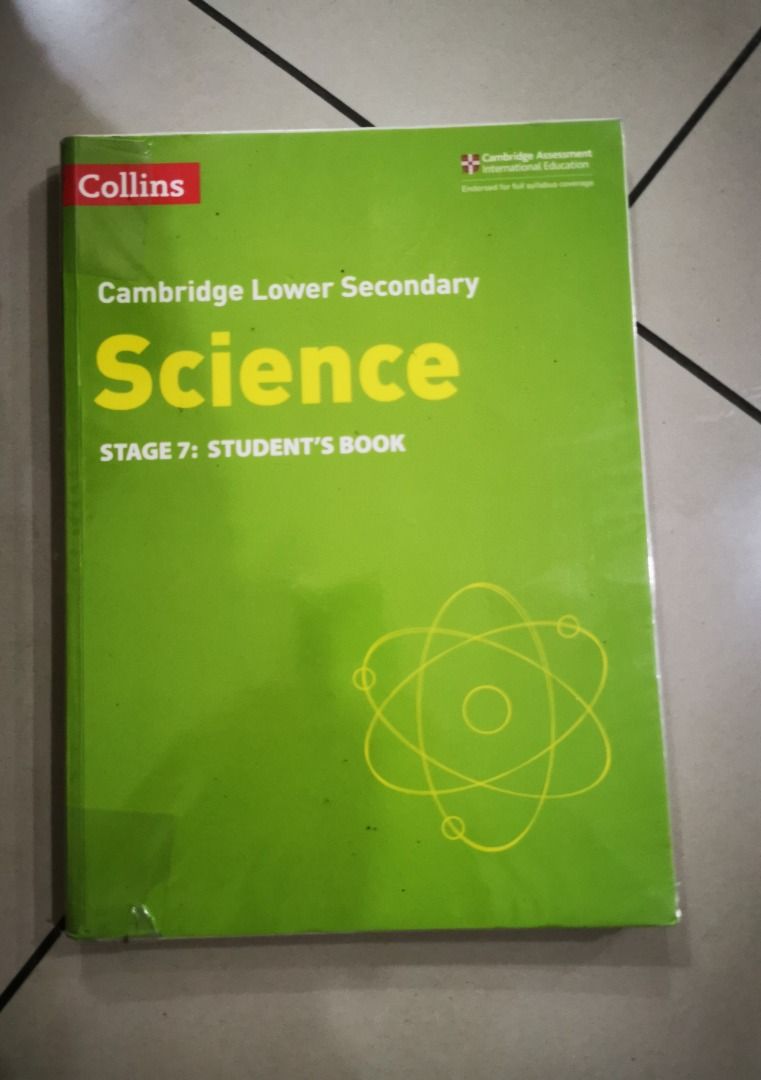 Collins
Cambridge Assessment
International Education
Endorsed for full syllabus coverage
Cambridge Lower Secondary
Science
STAGE 7: STUDENT'S BOOK